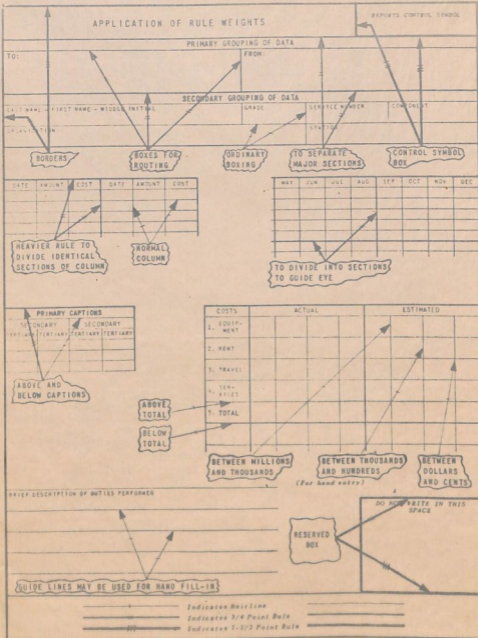 APPLICATION OF RULE WEIGHTS
REPORTS CONTROL SYMBOL
PRIMARY GROUPING OF DATA
TO:
FROM:
SECONDARY GROUPING OF DATA
LAST NAME - FIRST NAME - MIDDLE INITIAL
GRADE
SERVICE NUMBER
COMPONENT
ORGANIZATION
STATION
BORDERS
BOXES FOR
ROUTING
ORDINARY
BOXING
TO SEPARATE
MAJOR SECTIONS
CONTROL SYMBOL
BOX
DATE AMOUNT COST DATE AMOUNT COST
MAY JUN JUL AUG SEP OCT NOV DEC
HEAVIER RULE TO
DIVIDE IDENTICAL
SECTIONS OF COLUMN
NORMAL
COLUMN
TO DIVIDE INTO SECTIONS
TO GUIDE EYE
PRIMARY CAPTIONS
SECONDARY SECONDARY
TERTIARY TERTIARY TERTIARY TERTIARY
ABOVE AND
BELOW CAPTIONS
COSTS ACTUAL ESTIMATED
1. EQUIP-
MENT
2. RENT
3. TRAVEL
4. SER-
VICES
5. TOTAL
ABOVE
TOTAL
BELOW
TOTAL
BETWEEN MILLIONS
AND THOUSANDS
BETWEEN THOUSANDS
AND HUNDREDS
BETWEEN
DOLLARS
AND CENTS
(For hand entry)
BRIEF DESCRIPTION OF DUTIES PERFORMED
DO NOT WRITE IN THIS
SPACE
RESERVED
BOX
GUIDE LINES MAY BE USED FOR HAND FILL-IN
Indicates Hairline
Indicates 3/4 Point Rule
Indicates 1-1/2 Point Rule